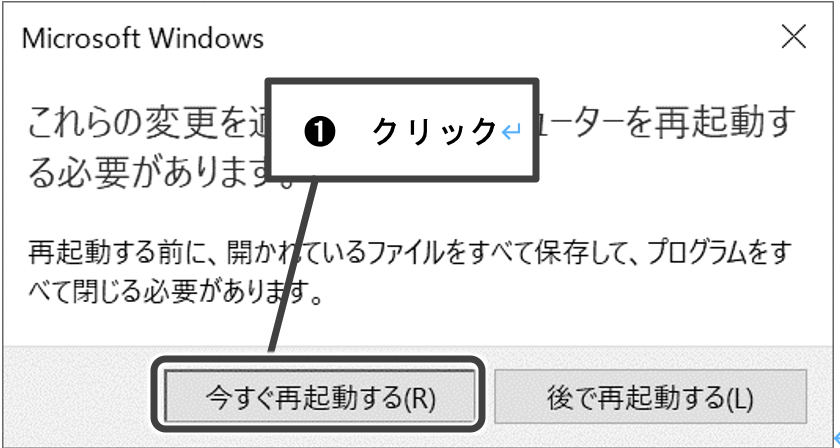 Microsoft Windows
これらの変更を ーターを再起動す
る必要があります。
❶ クリック↵
再起動する前に、開かれているファイルをすべて保存して、プログラムをす
べて閉じる必要があります。
今すぐ再起動する(R)
後で再起動する(L)